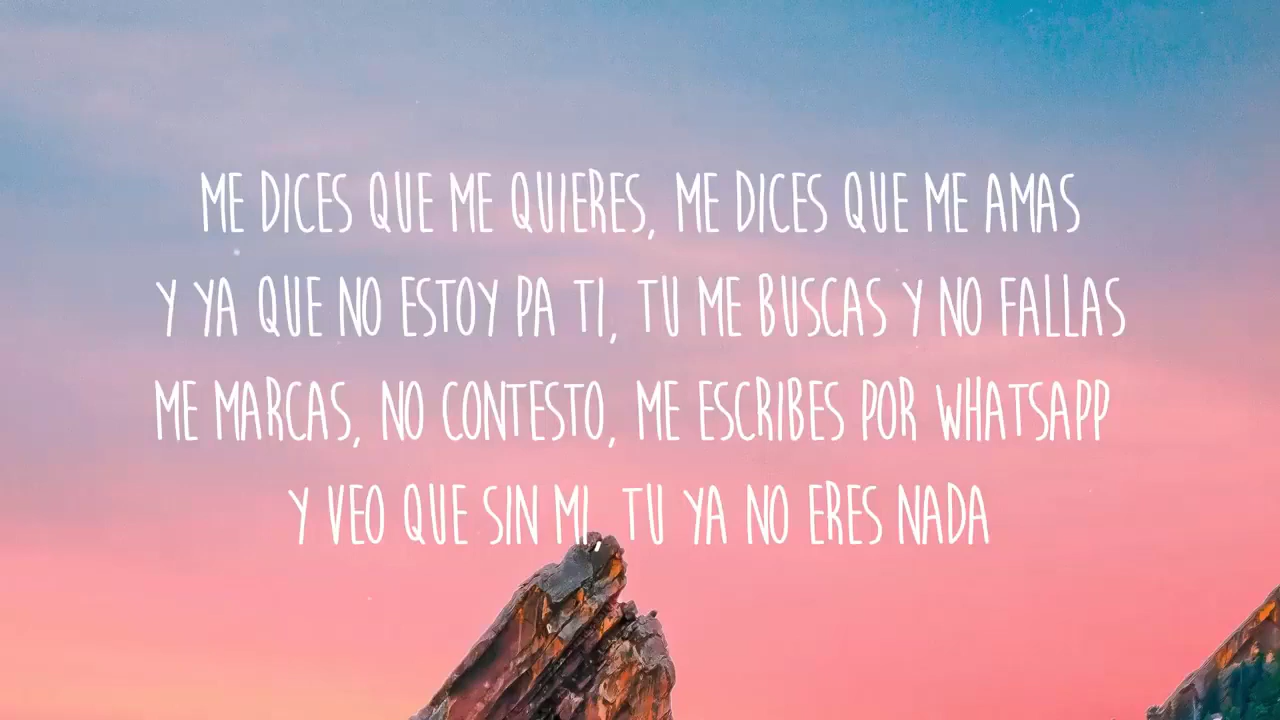 ME DICES QUE ME QUIERES, ME DICES QUE ME AMAS
Y YA QUE NO ESTOY PA TI, TU ME BUSCAS Y NO FALLAS
ME MARCAS, NO CONTESTO, ME ESCRIBES POR WHATSAPP
Y VEO QUE SIN MI, TU YA NO ERES NADA